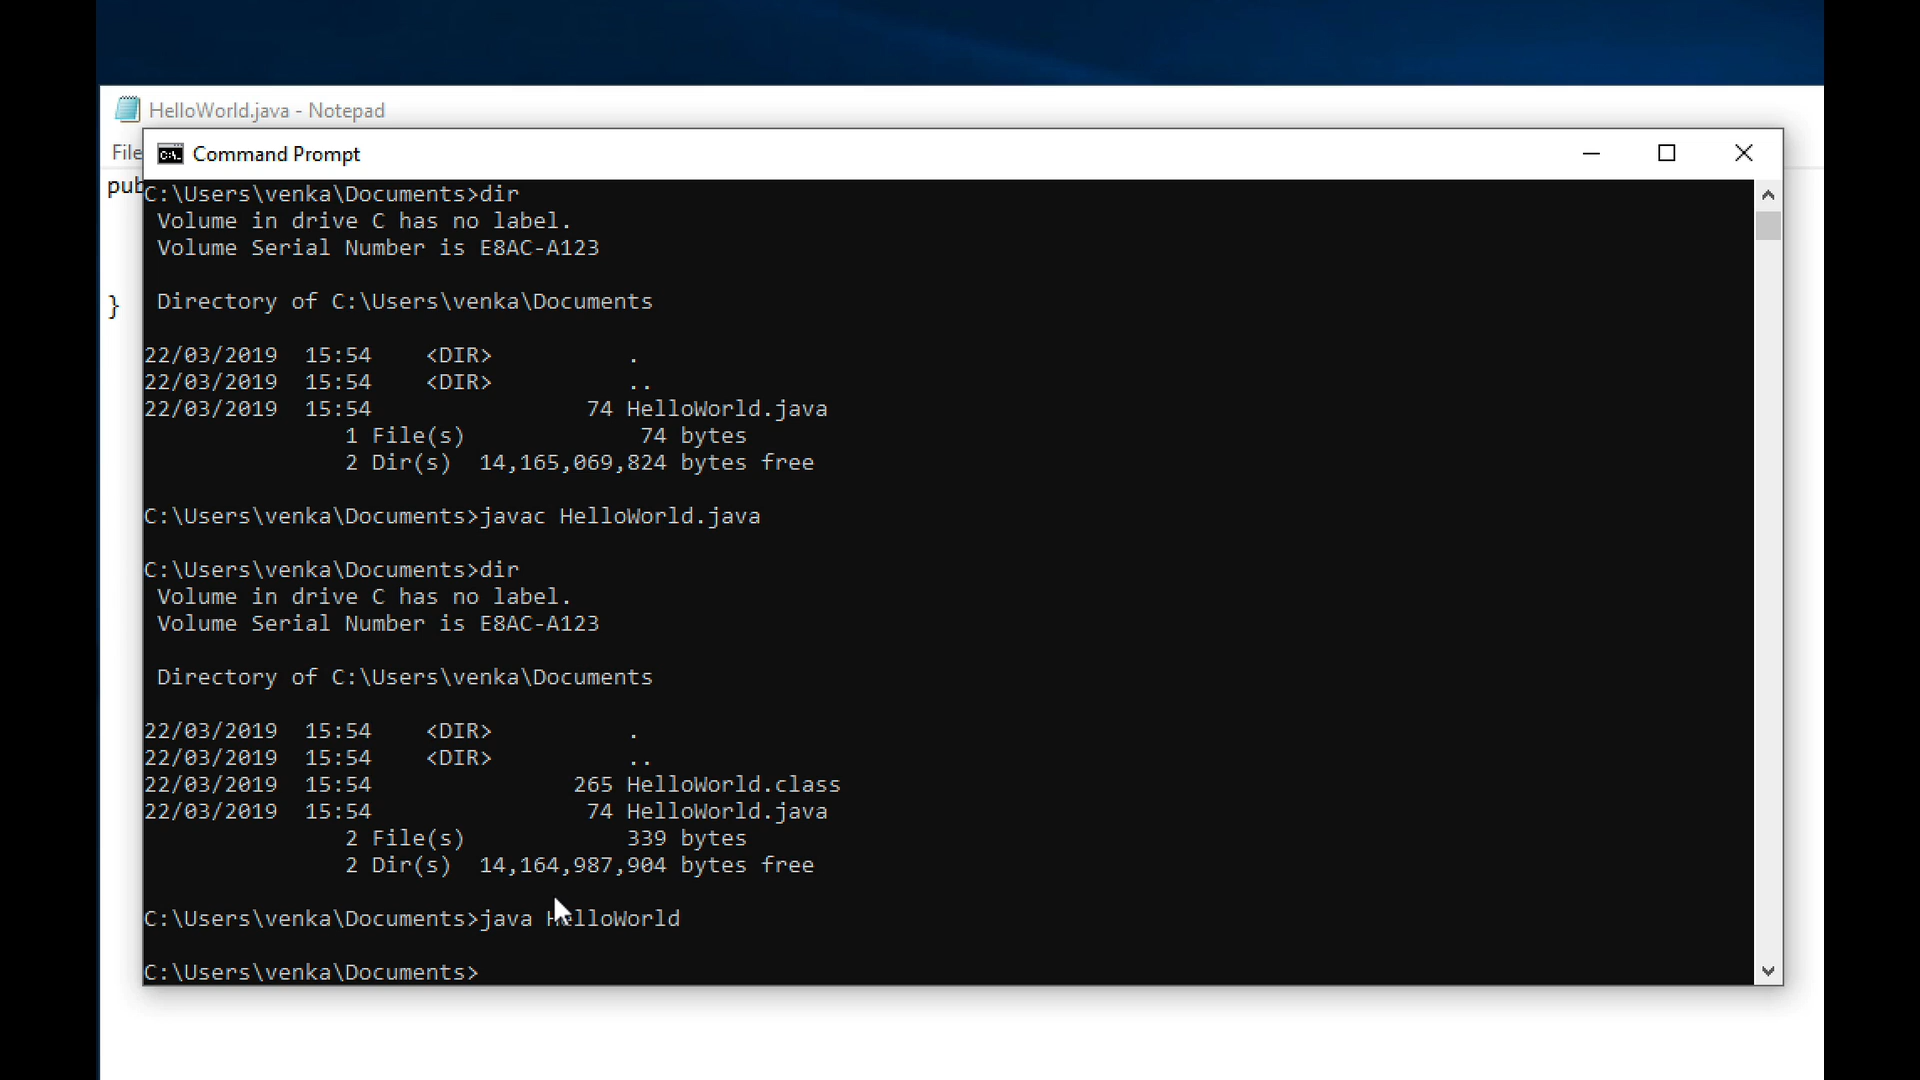 HelloWorld.java - Notepad
File
Command Prompt
pub
}
C:\Users\venka\Documents>dir
Volume in drive C has no label.
Volume Serial Number is E8AC-A123
Directory of C:\Users\venka\Documents
22/03/2019  15:54    <DIR>          .
22/03/2019  15:54    <DIR>          ..
22/03/2019  15:54                74 HelloWorld.java
1 File(s)             74 bytes
2 Dir(s)  14,165,069,824 bytes free
C:\Users\venka\Documents>javac HelloWorld.java
C:\Users\venka\Documents>dir
Volume in drive C has no label.
Volume Serial Number is E8AC-A123
Directory of C:\Users\venka\Documents
22/03/2019  15:54    <DIR>          .
22/03/2019  15:54    <DIR>          ..
22/03/2019  15:54               265 HelloWorld.class
22/03/2019  15:54                74 HelloWorld.java
2 File(s)            339 bytes
2 Dir(s)  14,164,987,904 bytes free
C:\Users\venka\Documents>java HelloWorld
C:\Users\venka\Documents>